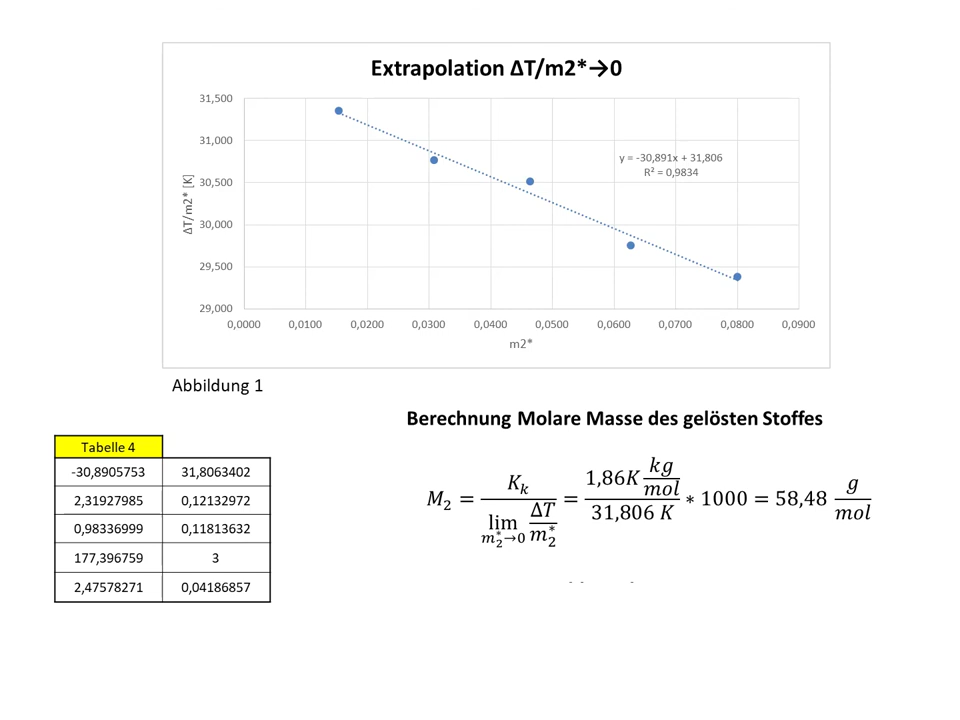 Extrapolation ΔT/m2*→0
31,500
31,000
30,500
30,000
29,500
29,000
ΔT/m2* [K]
y = -30,891x + 31,806
R² = 0,9834
0,0000 0,0100 0,0200 0,0300 0,0400 0,0500 0,0600 0,0700 0,0800 0,0900
m2*
Abbildung 1
Berechnung Molare Masse des gelösten Stoffes
Tabelle 4
-30,8905753 31,8063402
2,31927985 0,12132972
0,98336999 0,11813632
177,396759 3
2,47578271 0,04186857
M₂ = K_k / (lim_{m₂*→0} ΔT/m₂*) = (1,86K kg/mol) / (31,806 K) * 1000 = 58,48 g/mol